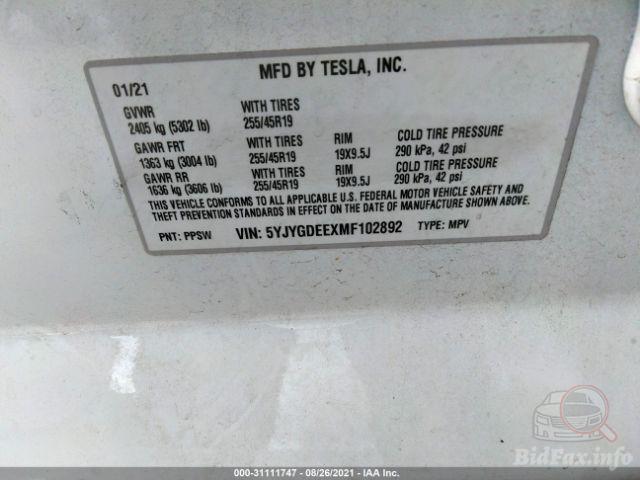 MFD BY TESLA, INC.
01/21
GVWR WITH TIRES
2405 kg (5302 lb) 255/45R19
GAWR FRT WITH TIRES RIM COLD TIRE PRESSURE
1363 kg (3004 lb) 255/45R19 19X9.5J 290 kPa, 42 psi
GAWR RR WITH TIRES RIM COLD TIRE PRESSURE
1636 kg (3606 lb) 255/45R19 19X9.5J 290 kPa, 42 psi
THIS VEHICLE CONFORMS TO ALL APPLICABLE U.S. FEDERAL MOTOR VEHICLE SAFETY AND
THEFT PREVENTION STANDARDS IN EFFECT ON THE DATE OF MANUFACTURE SHOWN ABOVE.
PNT: PPSW VIN: 5YJYGDEEXMF102892 TYPE: MPV
BidFax.info
000-31111747 - 08/26/2021 - IAA Inc.